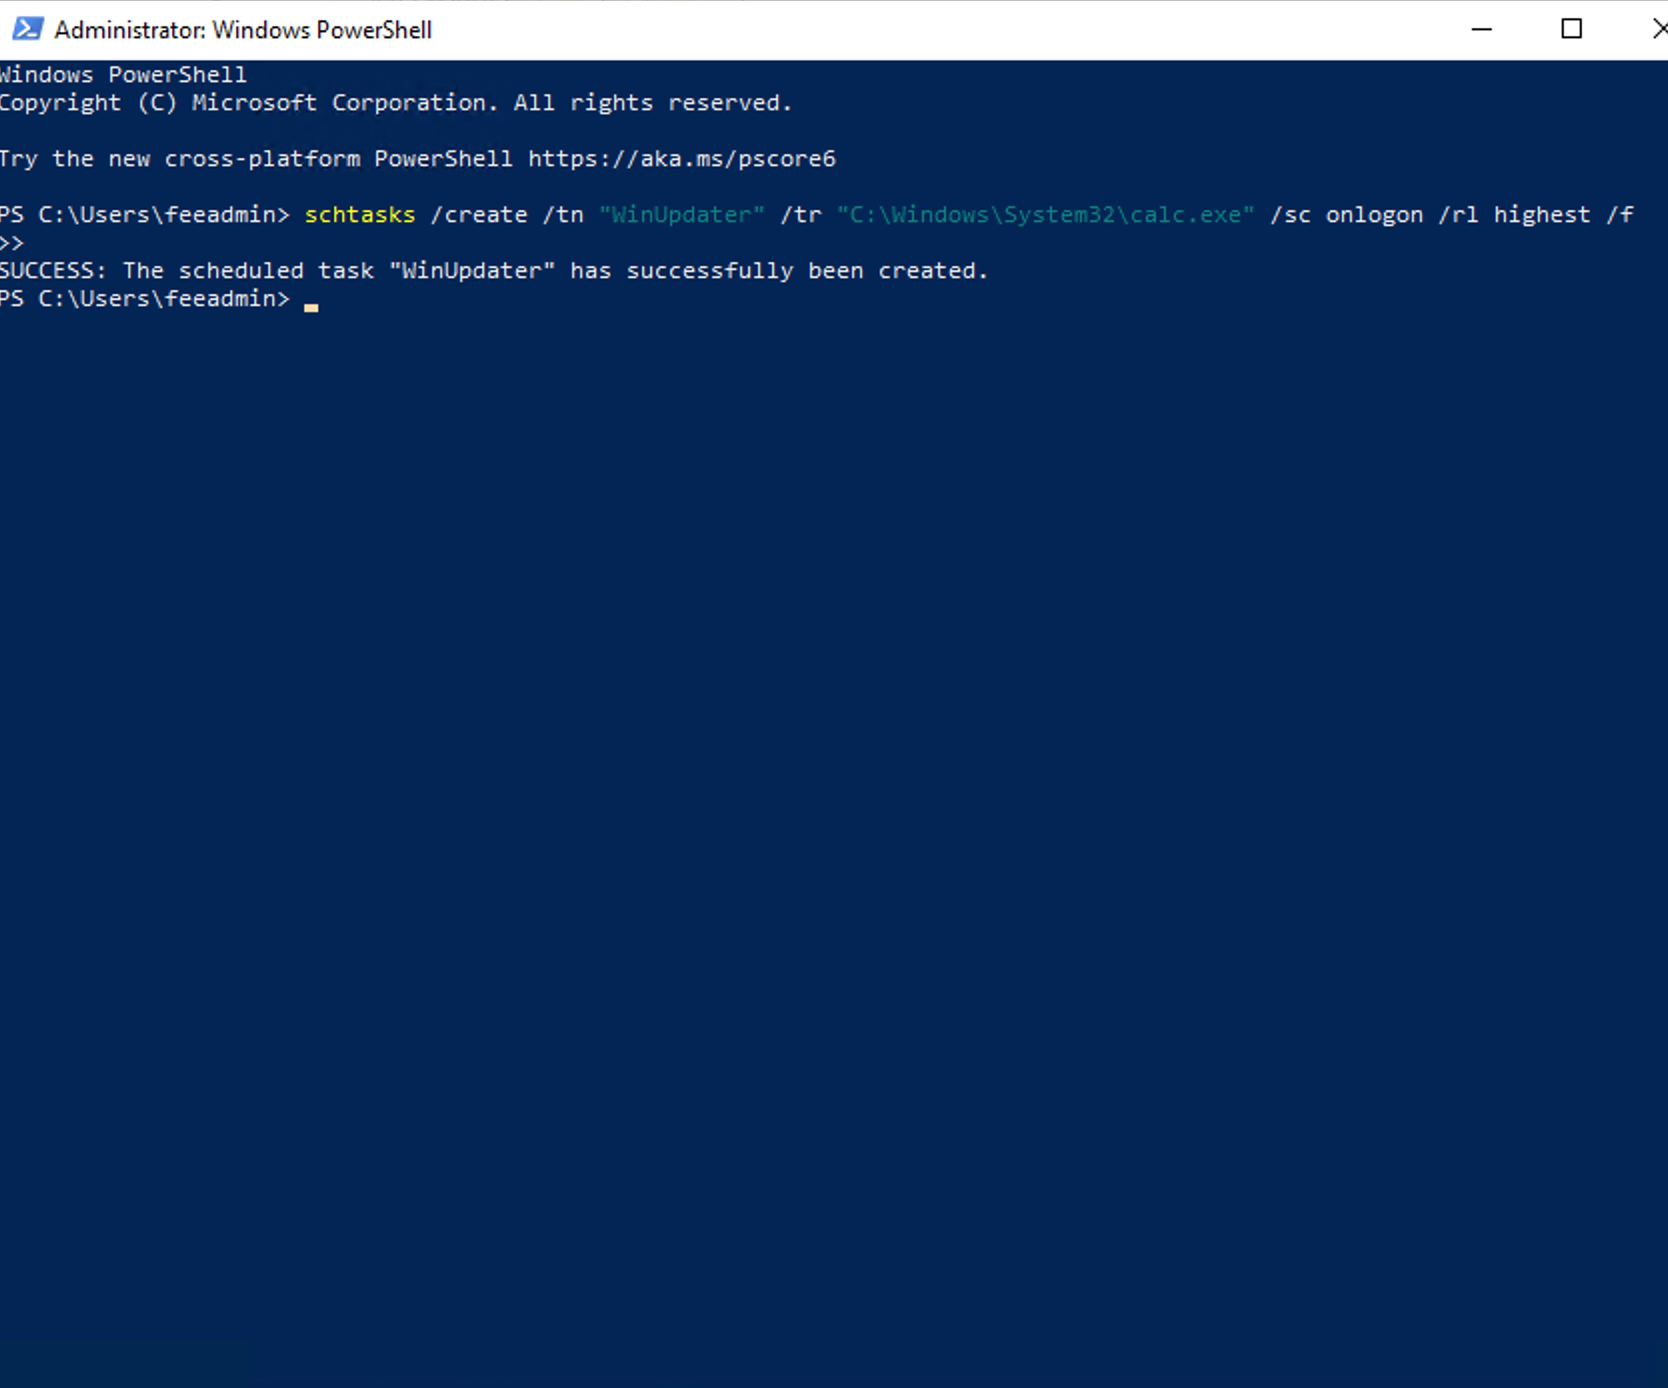 Administrator: Windows PowerShell
Windows PowerShell
Copyright (C) Microsoft Corporation. All rights reserved.
Try the new cross-platform PowerShell https://aka.ms/pscore6
PS C:\Users\feeadmin> schtasks /create /tn "WinUpdater" /tr "C:\Windows\System32\calc.exe" /sc onlogon /rl highest /f
>>
SUCCESS: The scheduled task "WinUpdater" has successfully been created.
PS C:\Users\feeadmin>